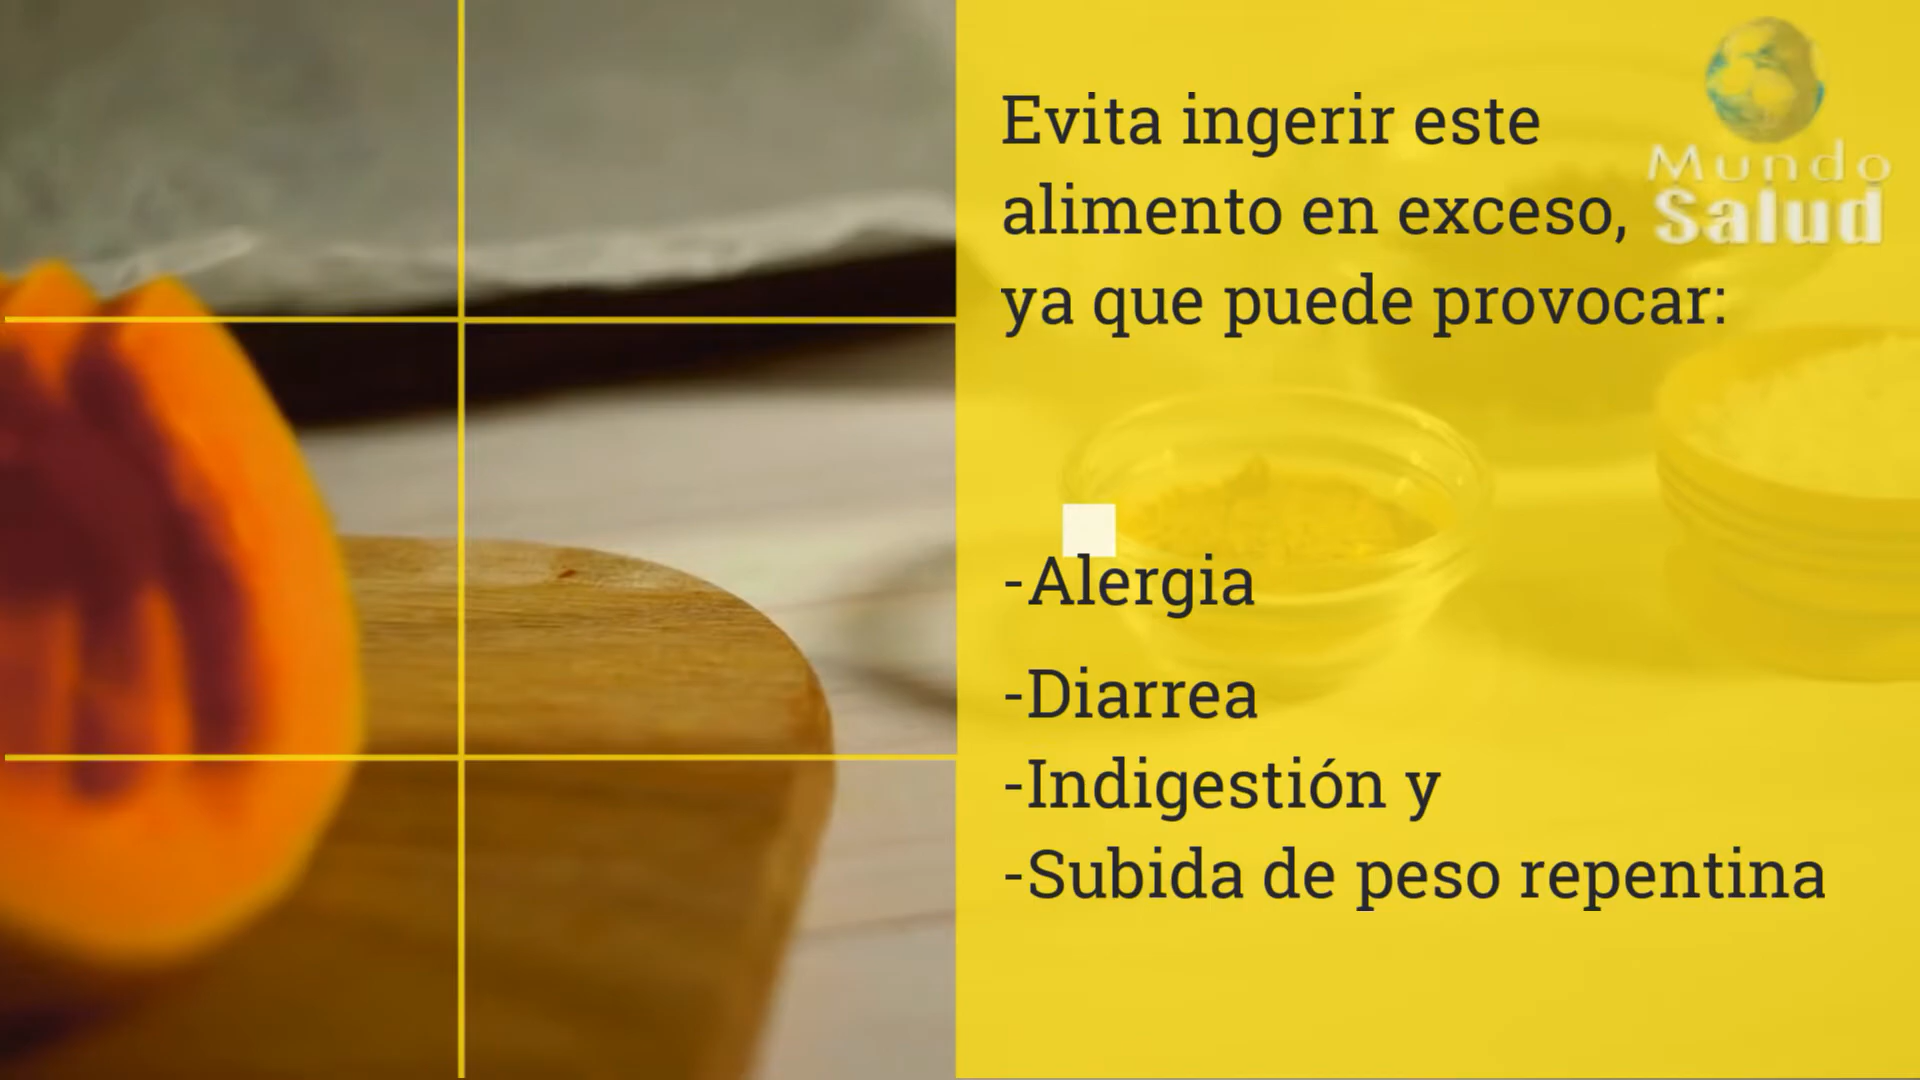 Mundo
Salud
Evita ingerir este
alimento en exceso,
ya que puede provocar:
-Alergia
-Diarrea
-Indigestión y
-Subida de peso repentina